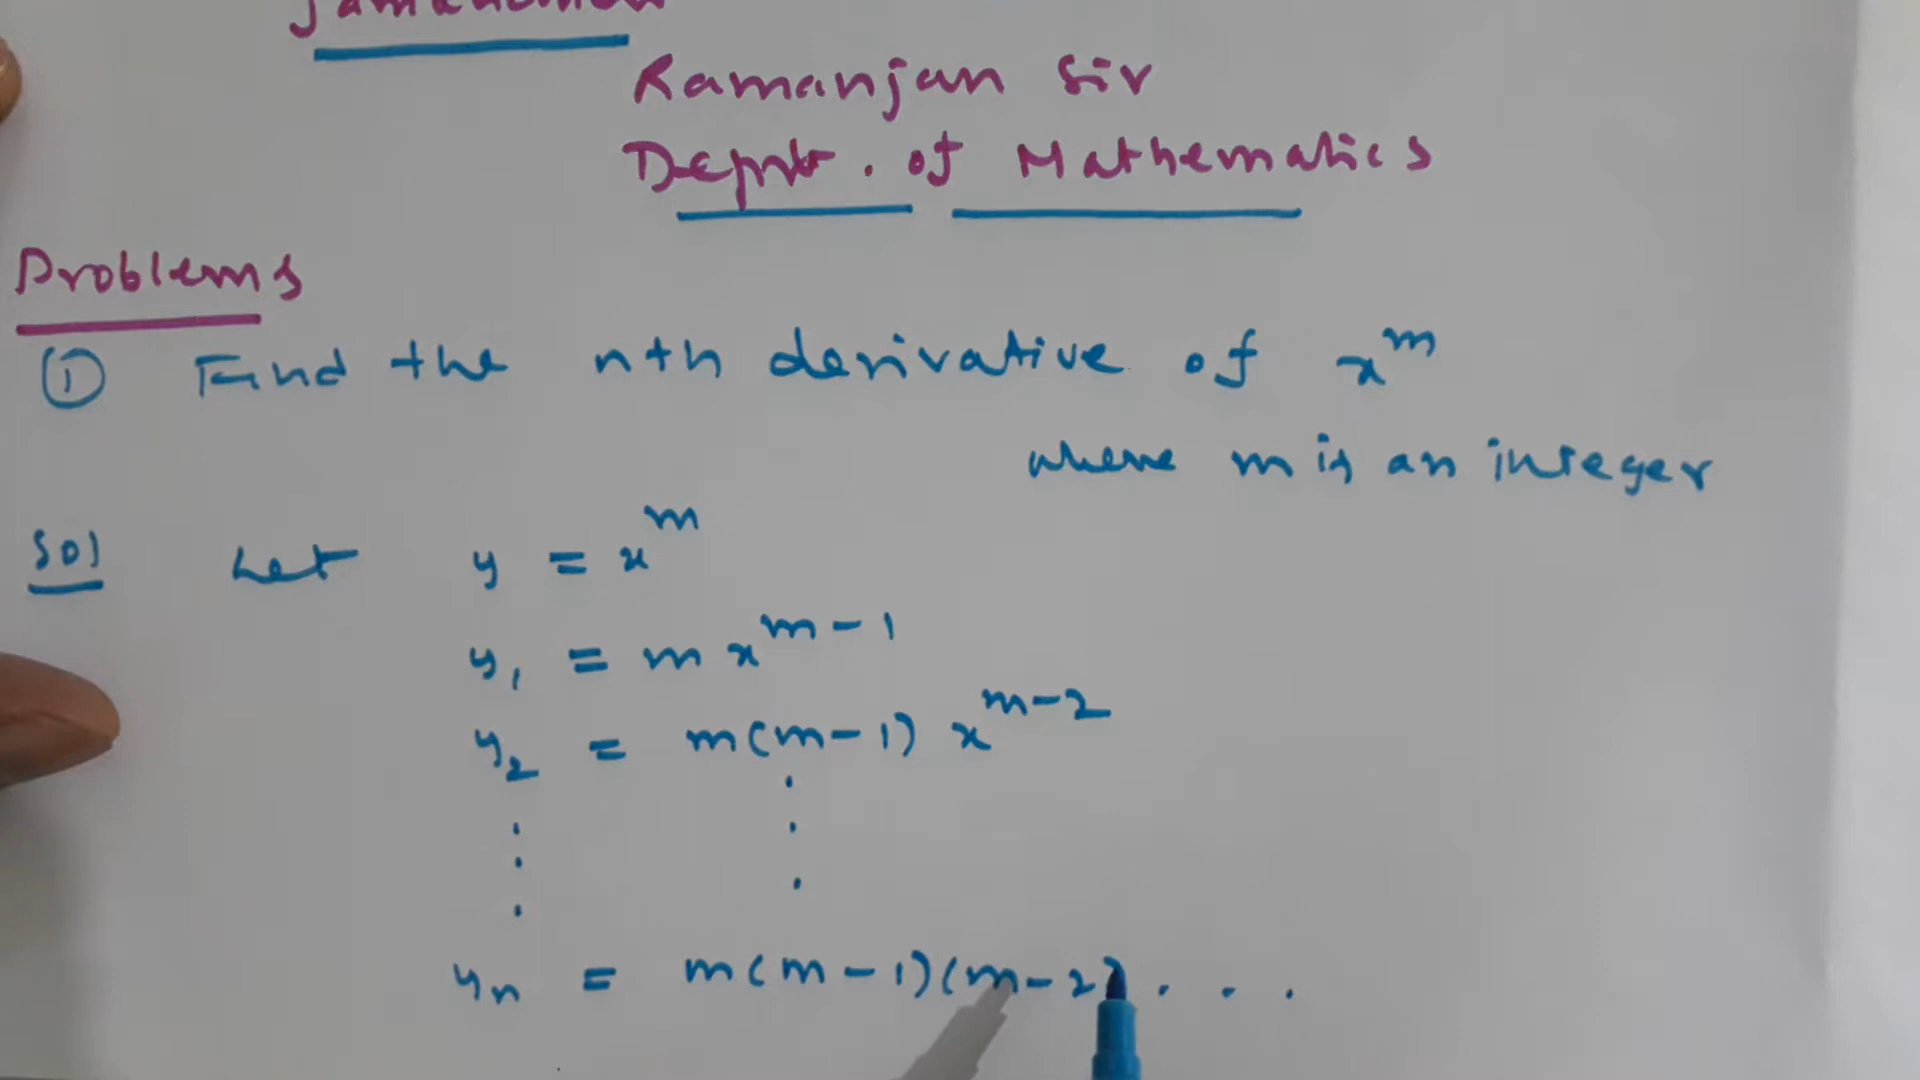 Ramanjan Sir
Deptt. of Mathematics
Problems
① Find the nth derivative of x^m
where m is an integer
Sol Let y = x^m
y₁ = m x^{m-1}
y₂ = m(m-1) x^{m-2}
⋮ ⋮
yₙ = m(m-1)(m-2) . . .